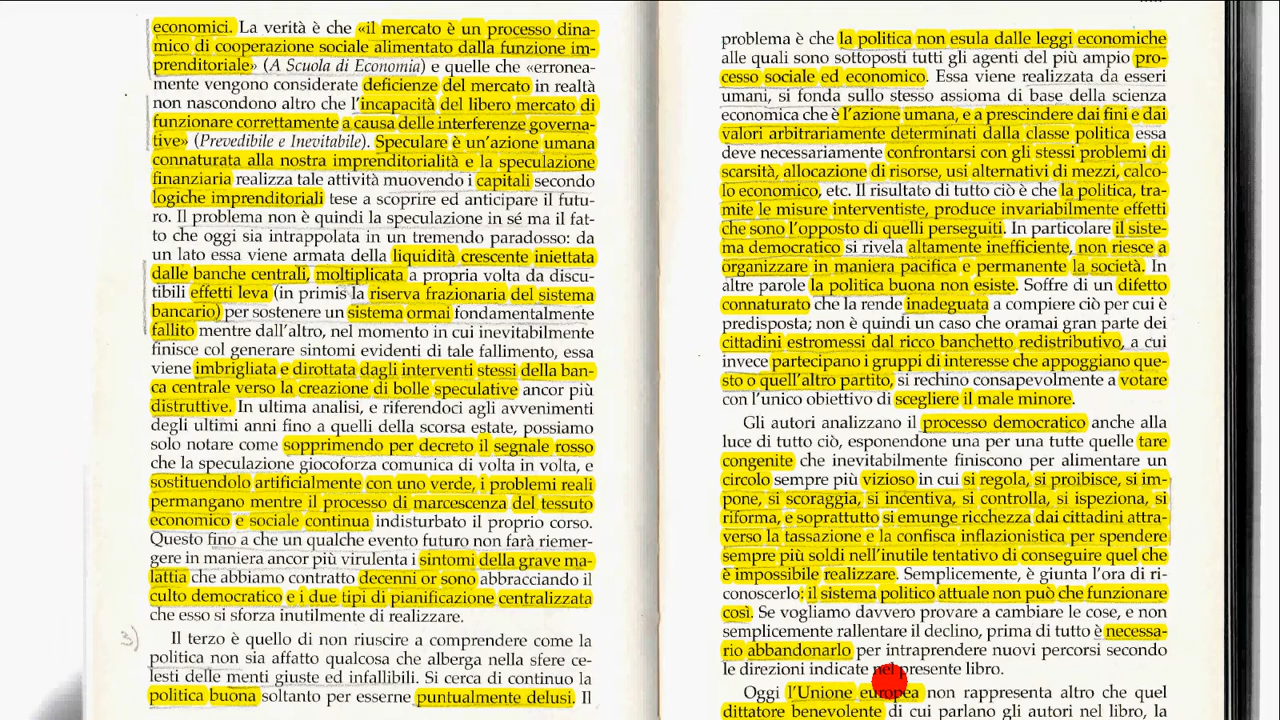 economici. La verità è che «il mercato è un processo dina-
mico di cooperazione sociale alimentato dalla funzione im-
prenditoriale» (A Scuola di Economia) e quelle che «erronea-
mente vengono considerate deficienze del mercato in realtà
non nascondono altro che l'incapacità del libero mercato di
funzionare correttamente a causa delle interferenze governa-
tive» (Prevedibile e Inevitabile). Speculare è un'azione umana
connaturata alla nostra imprenditorialità e la speculazione
finanziaria realizza tale attività muovendo i capitali secondo
logiche imprenditoriali tese a scoprire ed anticipare il futu-
ro. Il problema non è quindi la speculazione in sé ma il fat-
to che oggi sia intrappolata in un tremendo paradosso: da
un lato essa viene armata della liquidità crescente iniettata
dalle banche centrali, moltiplicata a propria volta da discu-
tibili effetti leva (in primis la riserva frazionaria del sistema
bancario) per sostenere un sistema ormai fondamentalmente
fallito mentre dall'altro, nel momento in cui inevitabilmente
finisce col generare sintomi evidenti di tale fallimento, essa
viene imbrigliata e dirottata dagli interventi stessi della ban-
ca centrale verso la creazione di bolle speculative ancor più
distruttive. In ultima analisi, e riferendoci agli avvenimenti
degli ultimi anni fino a quelli della scorsa estate, possiamo
solo notare come sopprimendo per decreto il segnale rosso
che la speculazione giocoforza comunica di volta in volta, e
sostituendolo artificialmente con uno verde, i problemi reali
permangano mentre il processo di marcescenza del tessuto
economico e sociale continua indisturbato il proprio corso.
Questo fino a che un qualche evento futuro non farà riemer-
gere in maniera ancor più virulenta i sintomi della grave ma-
lattia che abbiamo contratto decenni or sono abbracciando il
culto democratico e i due tipi di pianificazione centralizzata
che esso si sforza inutilmente di realizzare.
3)
Il terzo è quello di non riuscire a comprendere come la
politica non sia affatto qualcosa che alberga nella sfere ce-
lesti delle menti giuste ed infallibili. Si cerca di continuo la
politica buona soltanto per esserne puntualmente delusi. Il
problema è che la politica non esula dalle leggi economiche
alle quali sono sottoposti tutti gli agenti del più ampio pro-
cesso sociale ed economico. Essa viene realizzata da esseri
umani, si fonda sullo stesso assioma di base della scienza
economica che è l'azione umana, e a prescindere dai fini e dai
valori arbitrariamente determinati dalla classe politica essa
deve necessariamente confrontarsi con gli stessi problemi di
scarsità, allocazione di risorse, usi alternativi di mezzi, calco-
lo economico, etc. Il risultato di tutto ciò è che la politica, tra-
mite le misure interventiste, produce invariabilmente effetti
che sono l'opposto di quelli perseguiti. In particolare il siste-
ma democratico si rivela altamente inefficiente, non riesce a
organizzare in maniera pacifica e permanente la società. In
altre parole la politica buona non esiste. Soffre di un difetto
connaturato che la rende inadeguata a compiere ciò per cui è
predisposta; non è quindi un caso che oramai gran parte dei
cittadini estromessi dal ricco banchetto redistributivo, a cui
invece partecipano i gruppi di interesse che appoggiano que-
sto o quell'altro partito, si rechino consapevolmente a votare
con l'unico obiettivo di scegliere il male minore.
Gli autori analizzano il processo democratico anche alla
luce di tutto ciò, esponendone una per una tutte quelle tare
congenite che inevitabilmente finiscono per alimentare un
circolo sempre più vizioso in cui si regola, si proibisce, si im-
pone, si scoraggia, si incentiva, si controlla, si ispeziona, si
riforma, e soprattutto si emunge ricchezza dai cittadini attra-
verso la tassazione e la confisca inflazionistica per spendere
sempre più soldi nell'inutile tentativo di conseguire quel che
è impossibile realizzare. Semplicemente, è giunta l'ora di ri-
conoscerlo: il sistema politico attuale non può che funzionare
così. Se vogliamo davvero provare a cambiare le cose, e non
semplicemente rallentare il declino, prima di tutto è necessa-
rio abbandonarlo per intraprendere nuovi percorsi secondo
le direzioni indicate nel presente libro.
Oggi l'Unione europea non rappresenta altro che quel
dittatore benevolente di cui parlano gli autori nel libro, la